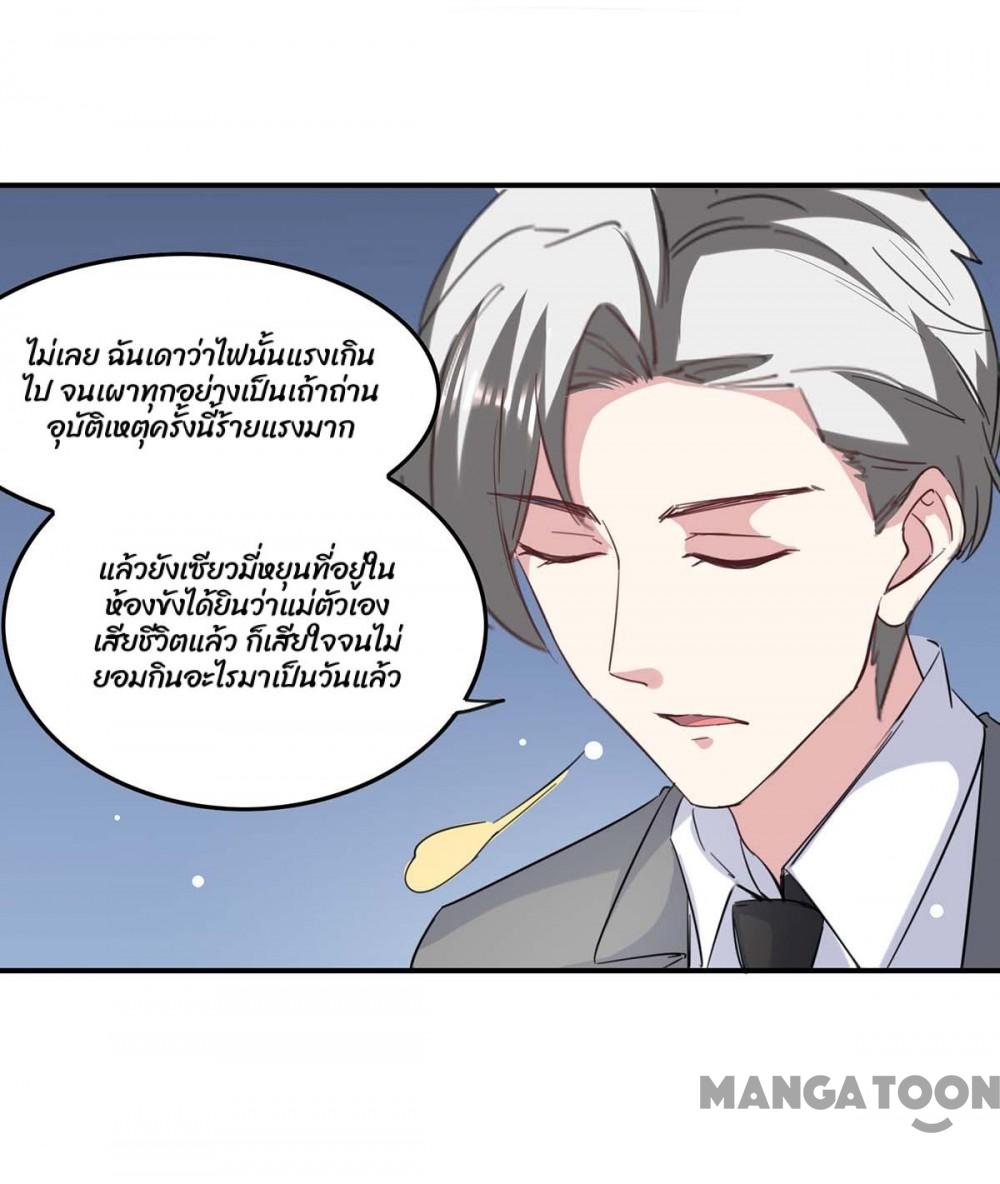 ไม่เลย ฉันเดาว่าไฟนั้นแรงเกิน
ไป จนเผาทุกอย่างเป็นเถ้าถ่าน
อุบัติเหตุครั้งนี้ร้ายแรงมาก
แล้วยังเซียวมี่หยุนที่อยู่ใน
ห้องขังได้ยินว่าแม่ตัวเอง
เสียชีวิตแล้ว ก็เสียใจจนไม่
ยอมกินอะไรมาเป็นวันแล้ว
MANGATOON